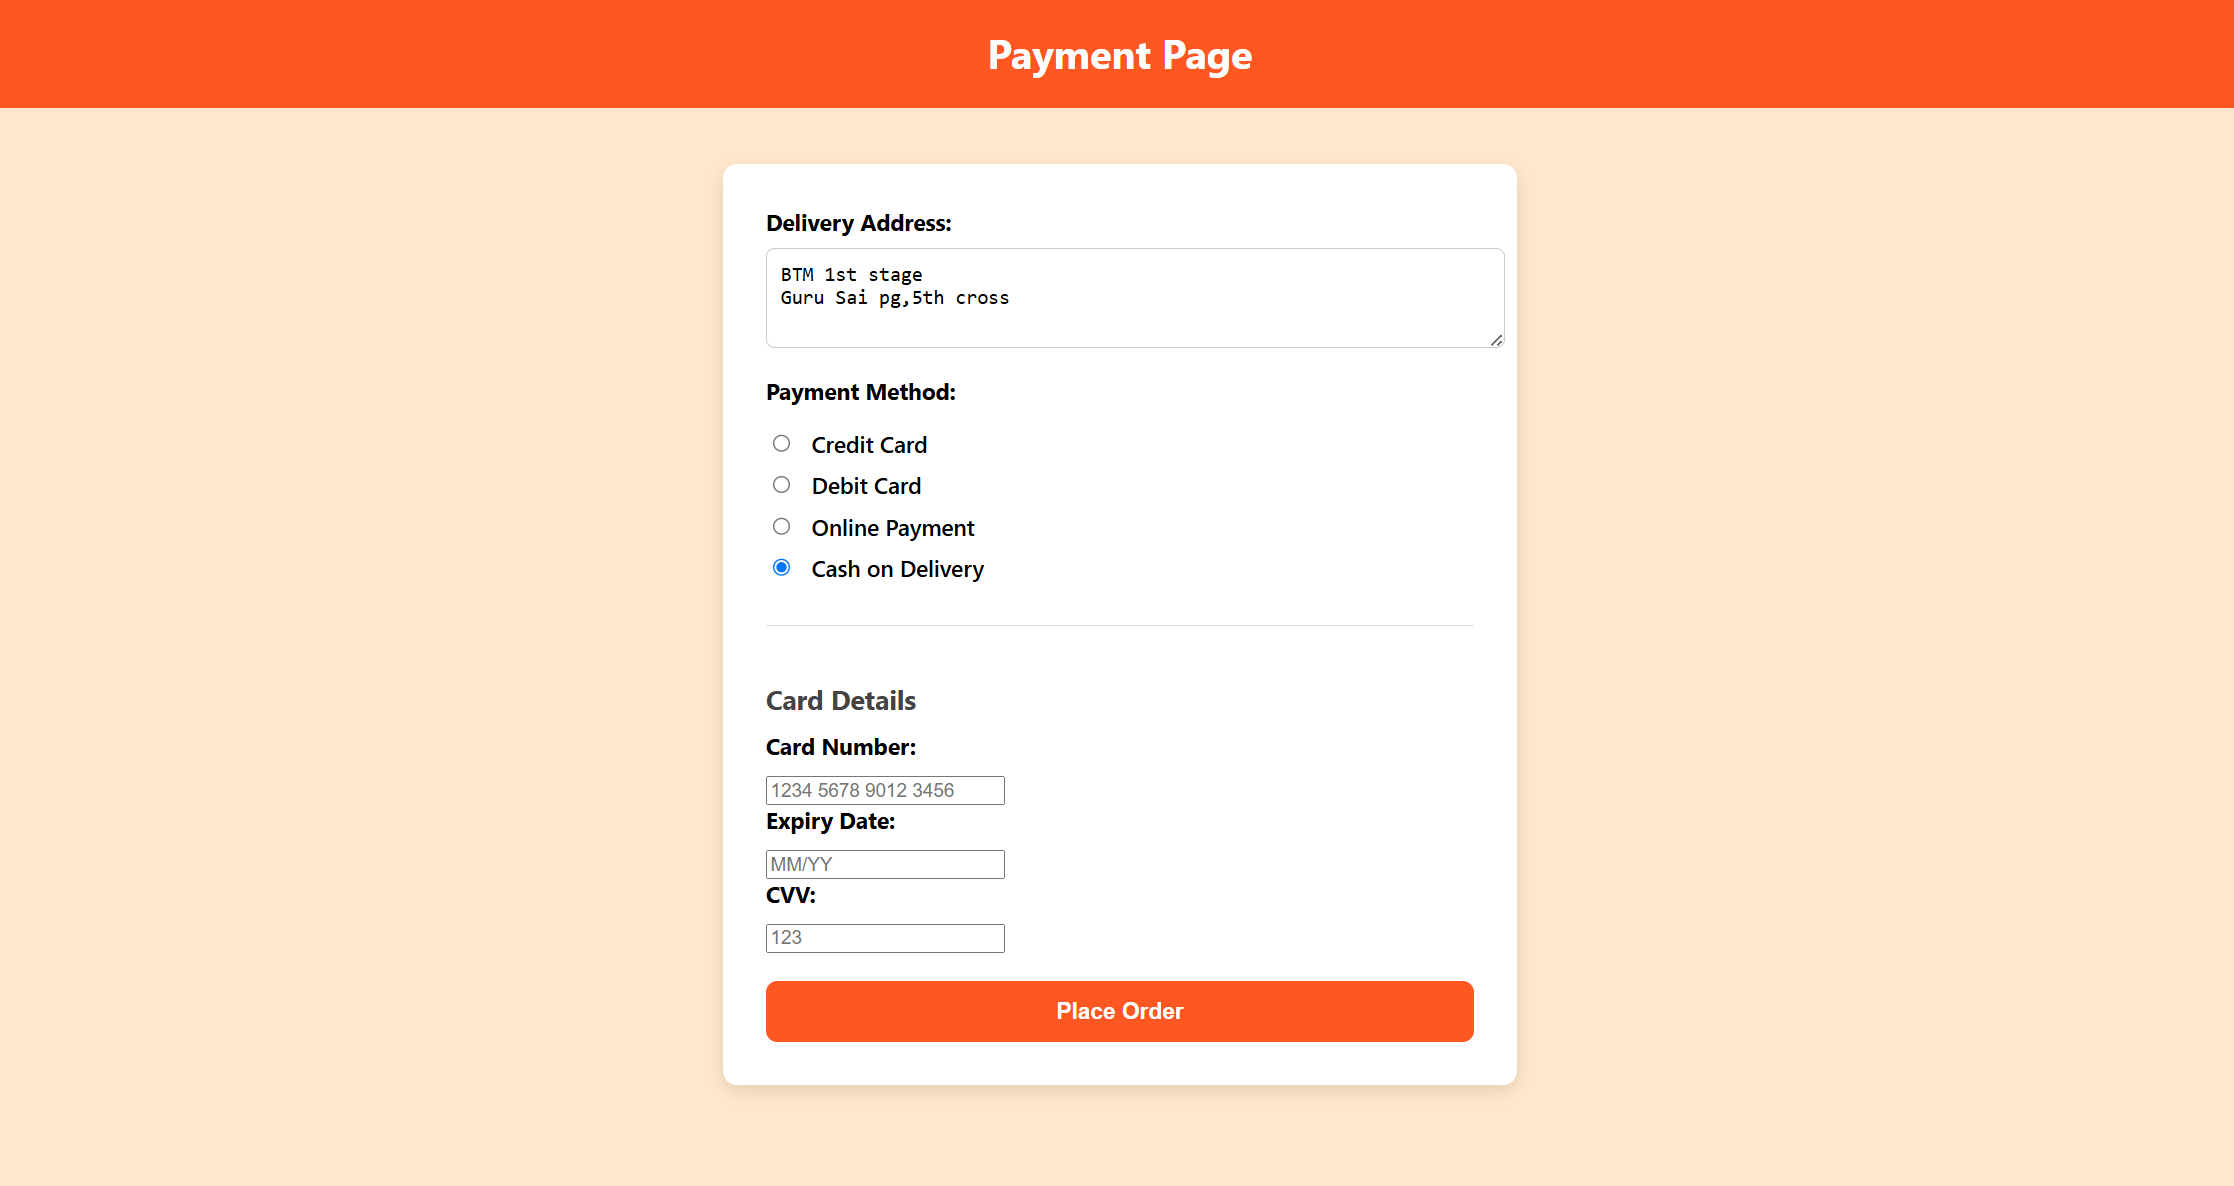 Payment Page
Delivery Address:
BTM 1st stage
Guru Sai pg,5th cross
Payment Method:
Credit Card
Debit Card
Online Payment
Cash on Delivery
Card Details
Card Number:
1234 5678 9012 3456
Expiry Date:
MM/YY
CVV:
123
Place Order